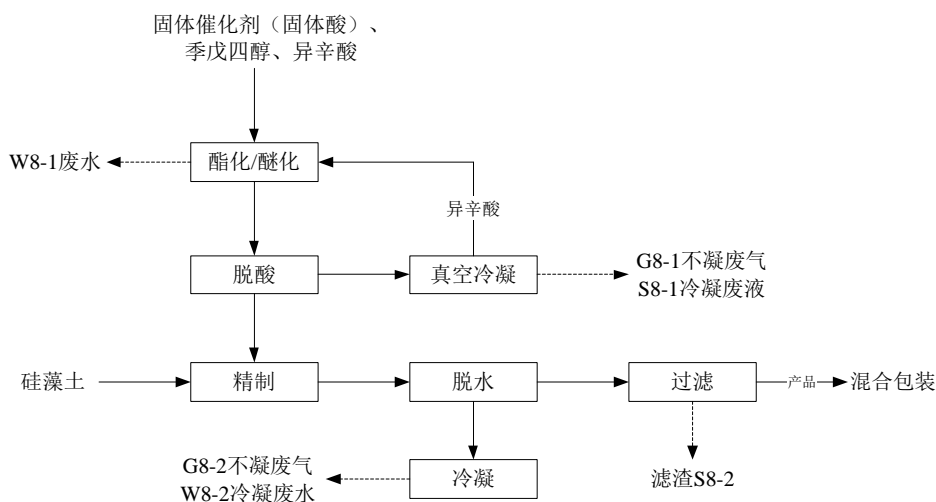 固体催化剂（固体酸）、
季戊四醇、异辛酸
W8-1废水
酯化/醚化
异辛酸
脱酸
真空冷凝
G8-1不凝废气
S8-1冷凝废液
硅藻土
精制
脱水
过滤
产品
混合包装
G8-2不凝废气
W8-2冷凝废水
冷凝
滤渣S8-2